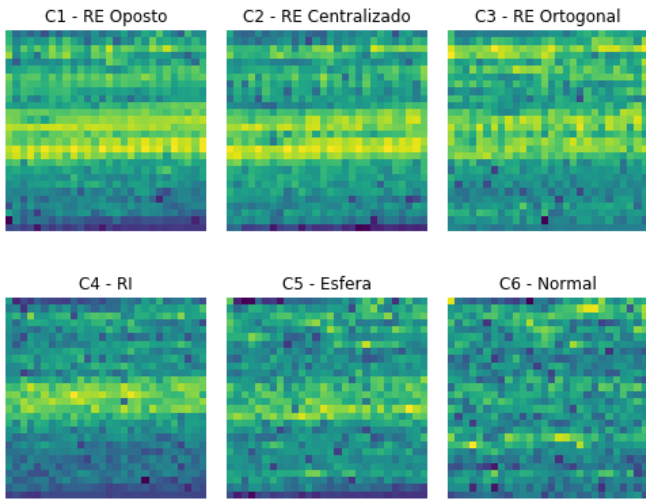 C1 - RE Oposto
C2 - RE Centralizado
C3 - RE Ortogonal
C4 - RI
C5 - Esfera
C6 - Normal